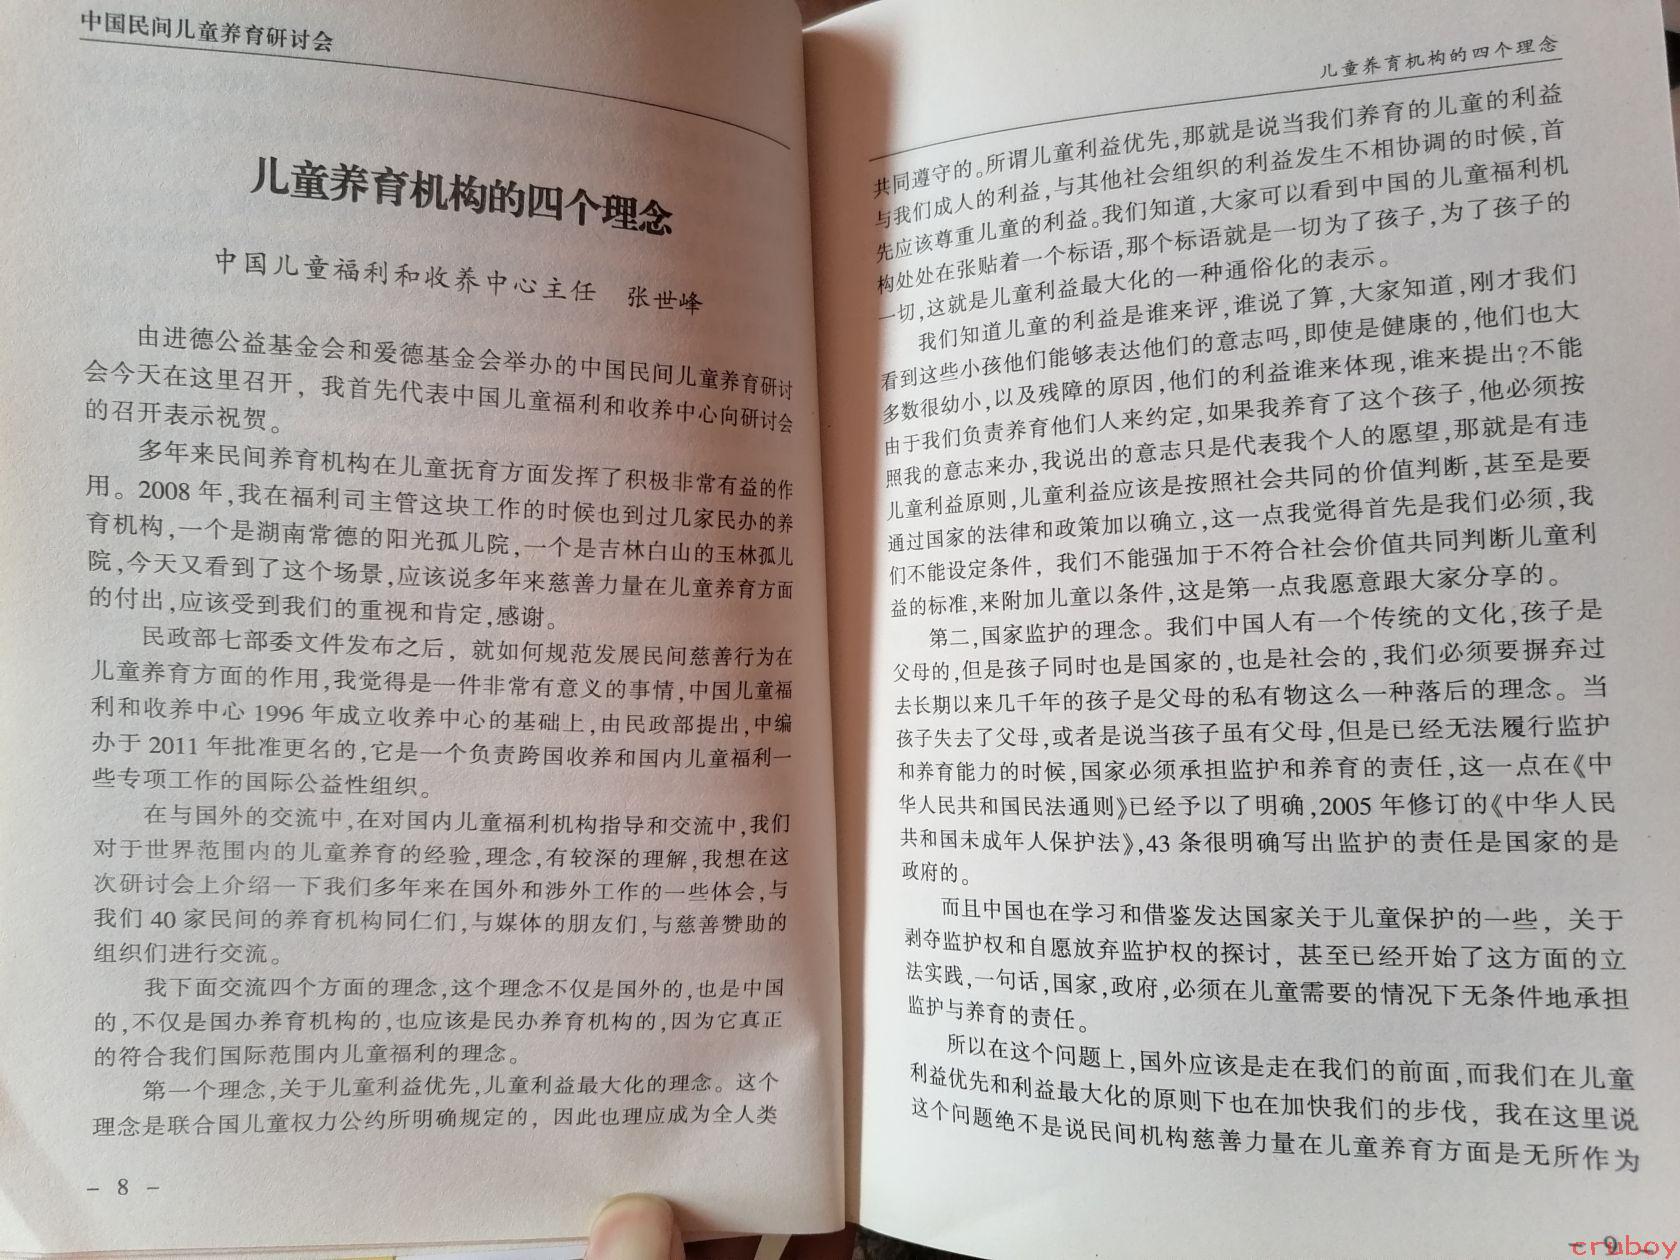 中国民间儿童养育研讨会
儿童养育机构的四个理念
中国儿童福利和收养中心主任　张世峰
由进德公益基金会和爱德基金会举办的中国民间儿童养育研讨
会今天在这里召开，我首先代表中国儿童福利和收养中心向研讨会
的召开表示祝贺。
多年来民间养育机构在儿童抚育方面发挥了积极非常有益的作
用。2008年,我在福利司主管这块工作的时候也到过几家民办的养
育机构,一个是湖南常德的阳光孤儿院,一个是吉林白山的玉林孤儿
院,今天又看到了这个场景,应该说多年来慈善力量在儿童养育方面
的付出,应该受到我们的重视和肯定,感谢。
民政部七部委文件发布之后，就如何规范发展民间慈善行为在
儿童养育方面的作用,我觉得是一件非常有意义的事情,中国儿童福
利和收养中心1996年成立收养中心的基础上,由民政部提出,中编
办于2011年批准更名的,它是一个负责跨国收养和国内儿童福利一
些专项工作的国际公益性组织。
在与国外的交流中,在对国内儿童福利机构指导和交流中,我们
对于世界范围内的儿童养育的经验,理念,有较深的理解,我想在这
次研讨会上介绍一下我们多年来在国外和涉外工作的一些体会,与
我们40家民间的养育机构同仁们,与媒体的朋友们,与慈善赞助的
组织们进行交流。
我下面交流四个方面的理念,这个理念不仅是国外的,也是中国
的,不仅是国办养育机构的,也应该是民办养育机构的,因为它真正
的符合我们国际范围内儿童福利的理念。
第一个理念,关于儿童利益优先,儿童利益最大化的理念。这个
理念是联合国儿童权力公约所明确规定的，因此也理应成为全人类
– 8 –
儿童养育机构的四个理念
共同遵守的。所谓儿童利益优先,那就是说当我们养育的儿童的利益
与我们成人的利益,与其他社会组织的利益发生不相协调的时候,首
先应该尊重儿童的利益。我们知道,大家可以看到中国的儿童福利机
构处处在张贴着一个标语,那个标语就是一切为了孩子,为了孩子的
一切,这就是儿童利益最大化的一种通俗化的表示。
我们知道儿童的利益是谁来评,谁说了算,大家知道,刚才我们
看到这些小孩他们能够表达他们的意志吗,即使是健康的,他们也大
多数很幼小,以及残障的原因,他们的利益谁来体现,谁来提出?不能
由于我们负责养育他们人来约定,如果我养育了这个孩子,他必须按
照我的意志来办,我说出的意志只是代表我个人的愿望,那就是有违
儿童利益原则,儿童利益应该是按照社会共同的价值判断,甚至是要
通过国家的法律和政策加以确立,这一点我觉得首先是我们必须,我
们不能设定条件，我们不能强加于不符合社会价值共同判断儿童利
益的标准,来附加儿童以条件,这是第一点我愿意跟大家分享的。
第二,国家监护的理念。我们中国人有一个传统的文化,孩子是
父母的,但是孩子同时也是国家的,也是社会的,我们必须要摒弃过
去长期以来几千年的孩子是父母的私有物这么一种落后的理念。当
孩子失去了父母,或者是说当孩子虽有父母,但是已经无法履行监护
和养育能力的时候,国家必须承担监护和养育的责任,这一点在《中
华人民共和国民法通则》已经予以了明确,2005年修订的《中华人民
共和国未成年人保护法》,43条很明确写出监护的责任是国家的是
政府的。
而且中国也在学习和借鉴发达国家关于儿童保护的一些，关于
剥夺监护权和自愿放弃监护权的探讨，甚至已经开始了这方面的立
法实践,一句话,国家,政府,必须在儿童需要的情况下无条件地承担
监护与养育的责任。
所以在这个问题上,国外应该是走在我们的前面,而我们在儿童
利益优先和利益最大化的原则下也在加快我们的步伐，我在这里说
这个问题绝不是说民间机构慈善力量在儿童养育方面是无所作为
– 9 –
cruboy